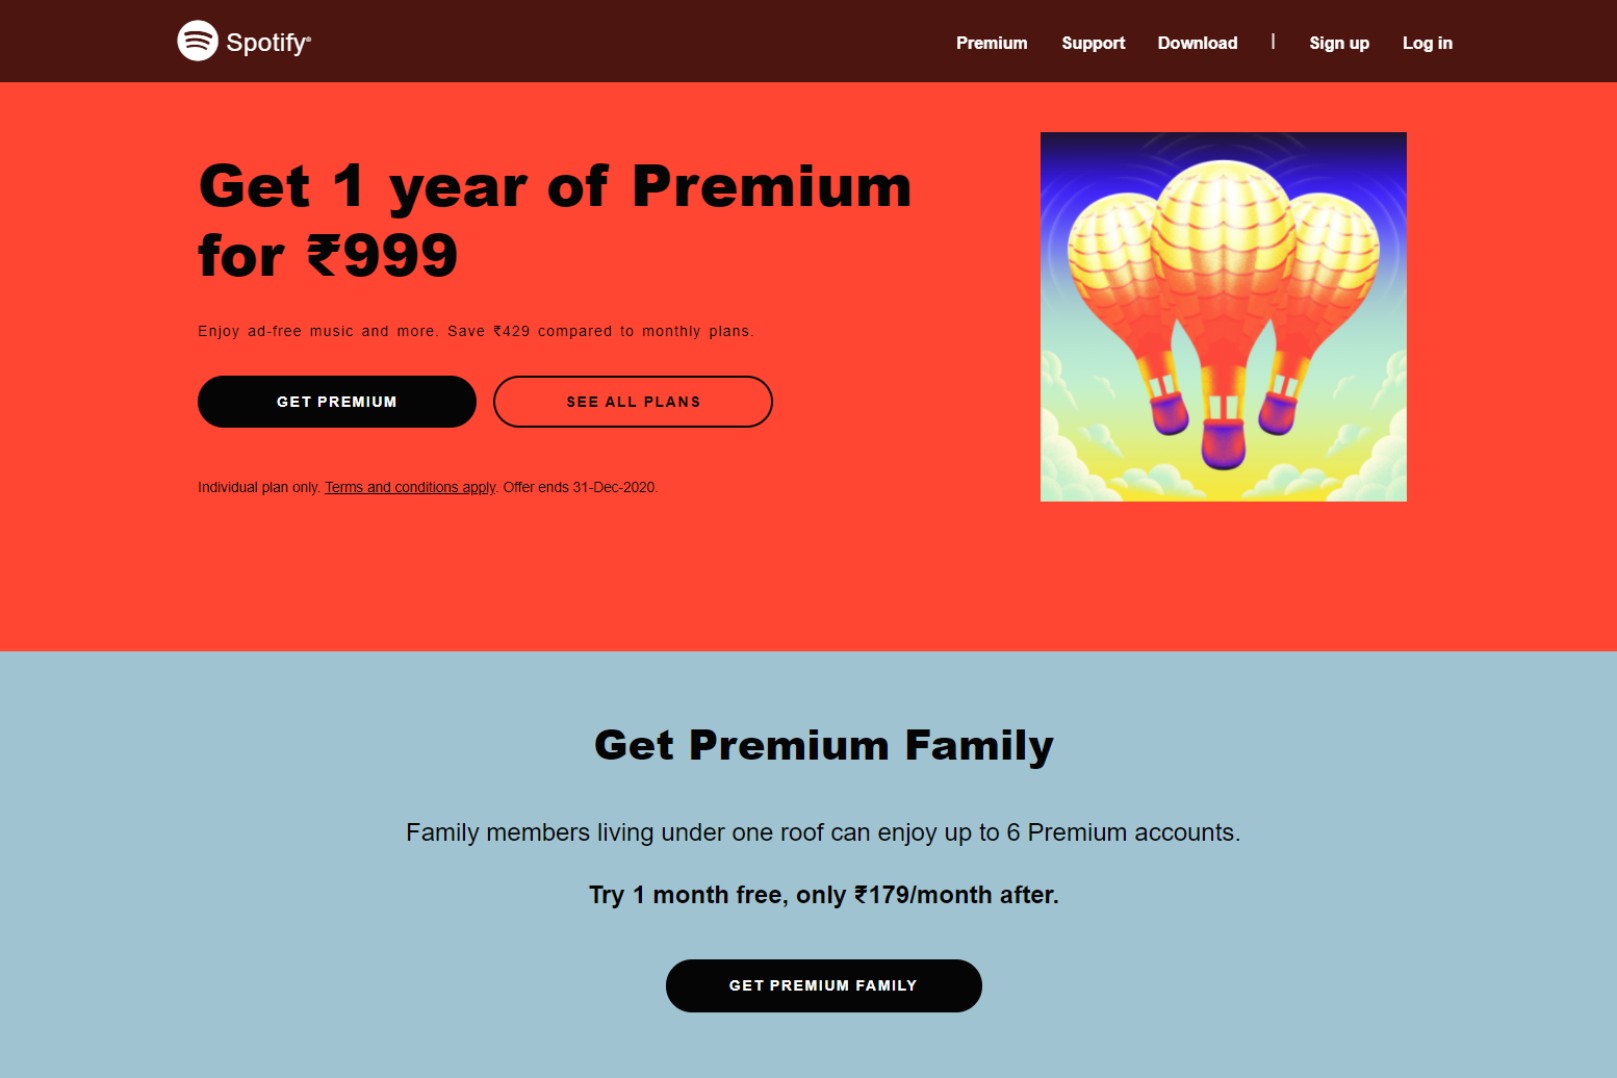 Spotify®
Premium Support Download | Sign up Log in
Get 1 year of Premium
for ₹999
Enjoy ad-free music and more. Save ₹429 compared to monthly plans.
GET PREMIUM SEE ALL PLANS
Individual plan only. Terms and conditions apply. Offer ends 31-Dec-2020.
Get Premium Family
Family members living under one roof can enjoy up to 6 Premium accounts.
Try 1 month free, only ₹179/month after.
GET PREMIUM FAMILY